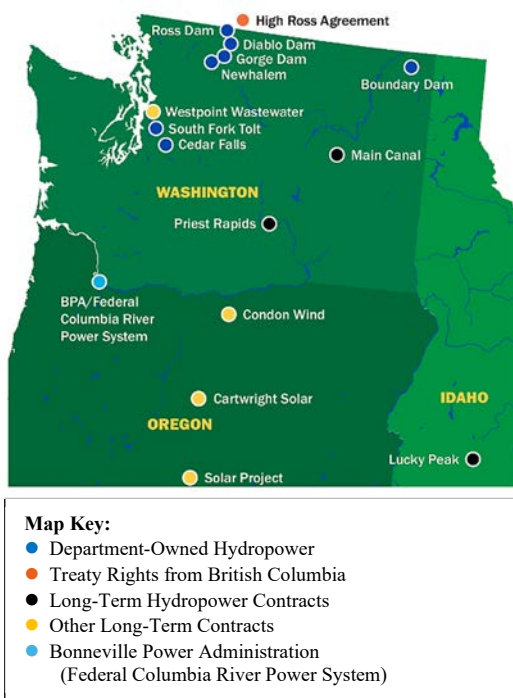 High Ross Agreement
Ross Dam
Diablo Dam
Gorge Dam
Newhalem
Boundary Dam
Westpoint Wastewater
South Fork Tolt
Cedar Falls
Main Canal
WASHINGTON
Priest Rapids
BPA/Federal
Columbia River
Power System
Condon Wind
Cartwright Solar
IDAHO
OREGON
Lucky Peak
Solar Project
Map Key:
Department-Owned Hydropower
Treaty Rights from British Columbia
Long-Term Hydropower Contracts
Other Long-Term Contracts
Bonneville Power Administration
(Federal Columbia River Power System)